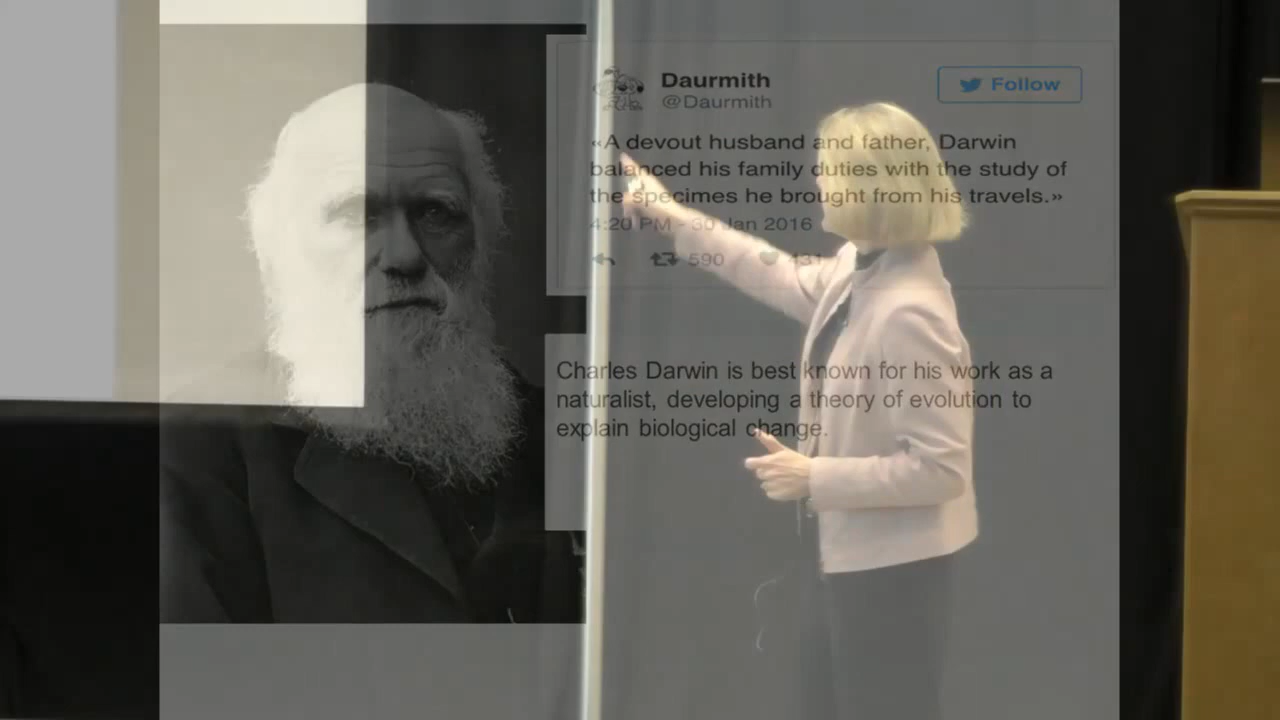 Daurmith
@Daurmith
Follow
«A devout husband and father, Darwin
balanced his family duties with the study of
the specimes he brought from his travels.»
4:20 PM - 30 Jan 2016
590 431
Charles Darwin is best known for his work as a
naturalist, developing a theory of evolution to
explain biological change.